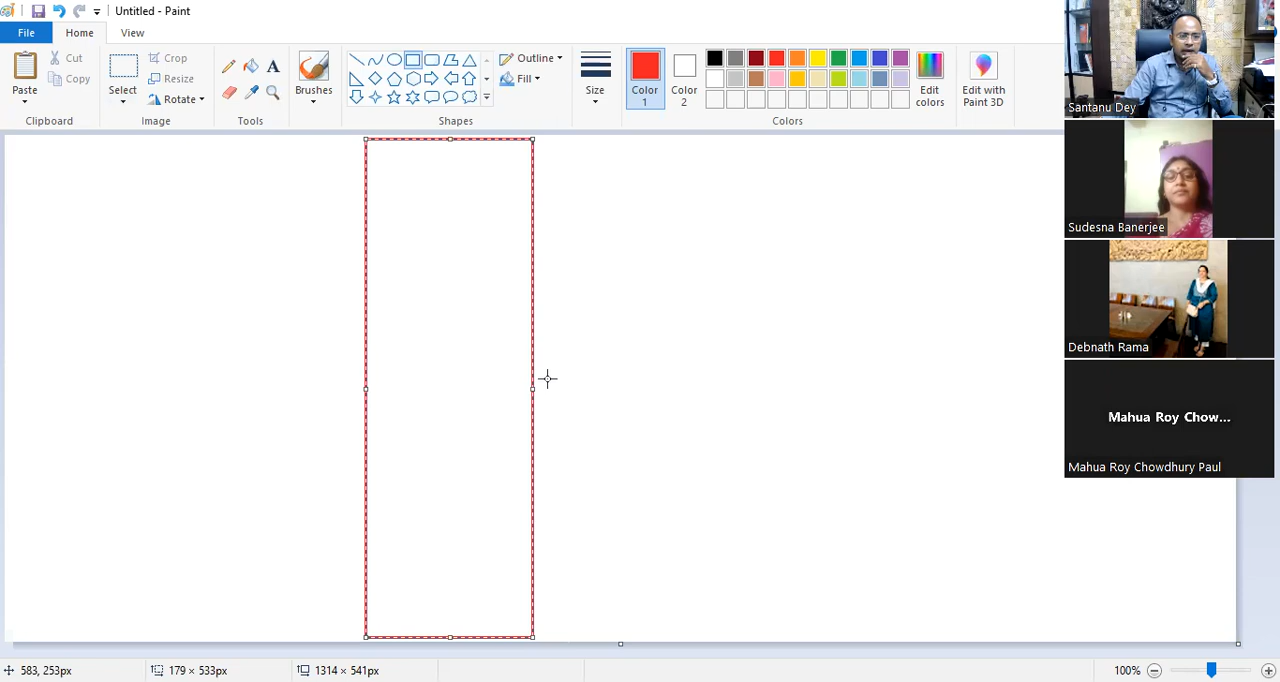 Untitled - Paint
File
Home
View
Paste
Cut
Copy
Clipboard
Select
Crop
Resize
Rotate
Image
A
Tools
Brushes
Outline
Fill
Shapes
Size
Color
1
Color
2
Edit
colors
Colors
Edit with
Paint 3D
Santanu Dey
Sudesna Banerjee
Debnath Rama
Mahua Roy Chow...
Mahua Roy Chowdhury Paul
583, 253px
179 × 533px
1314 × 541px
100%